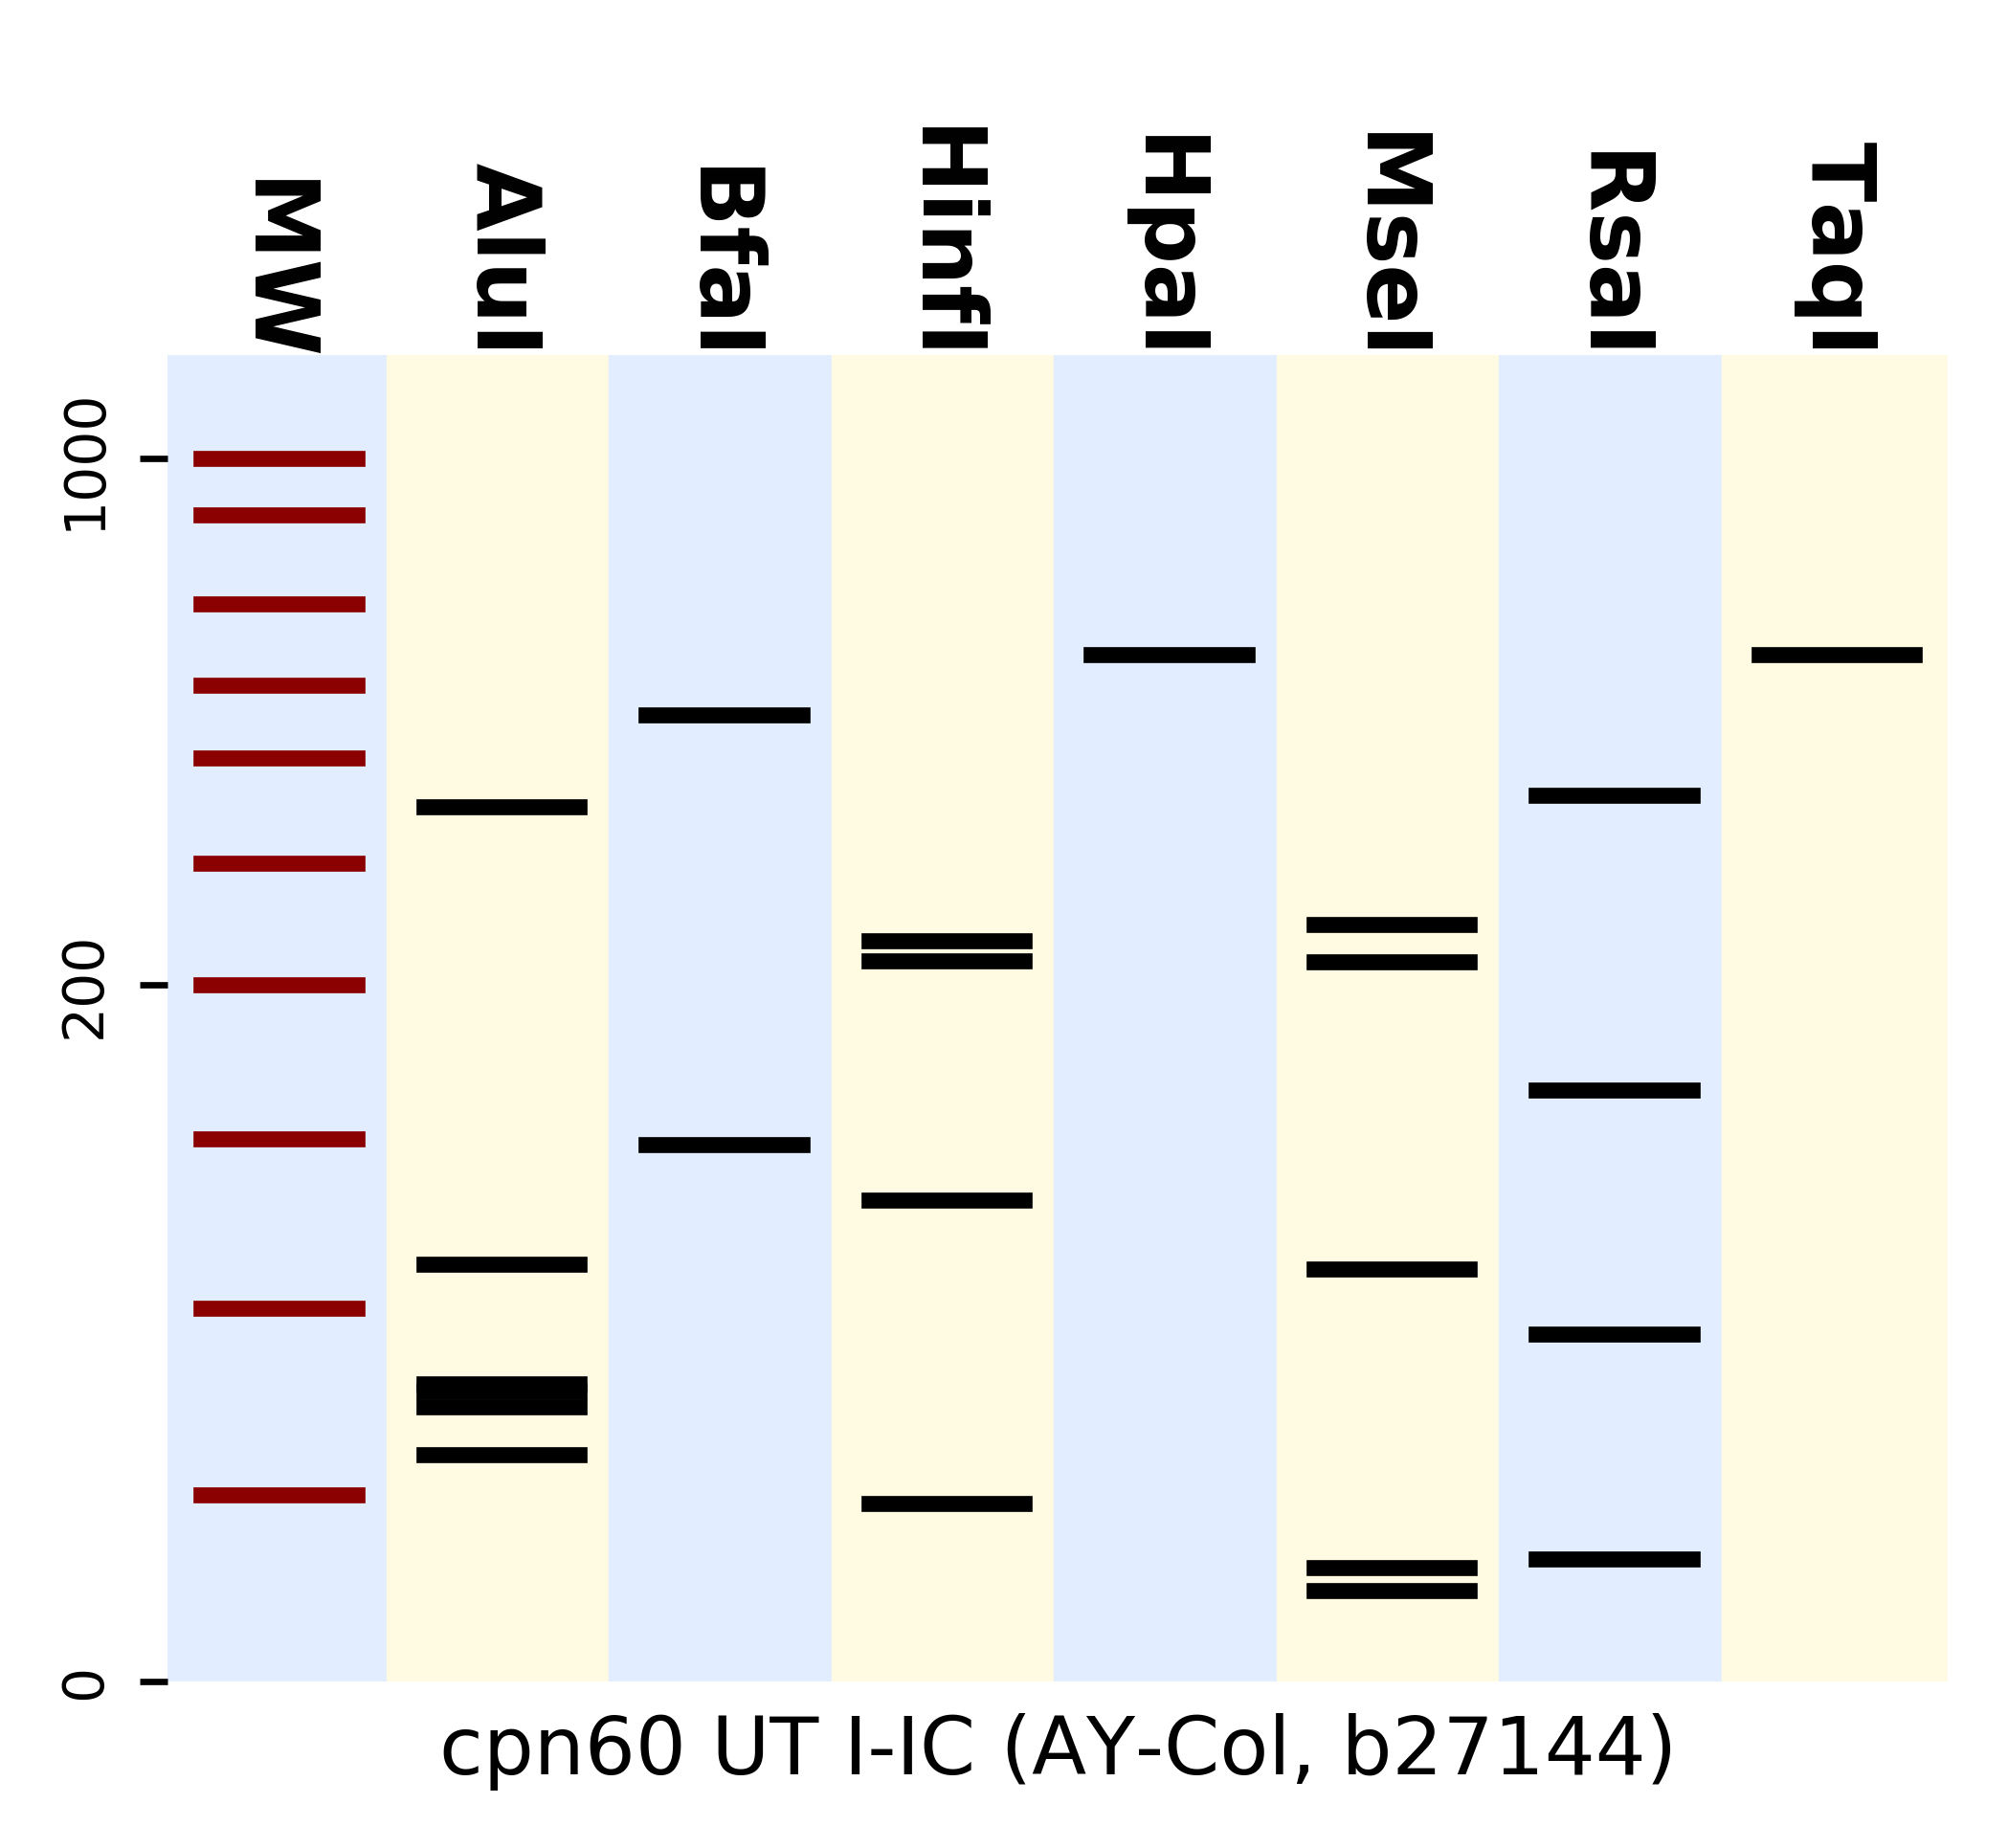 MW
AluI
BfaI
HinfI
HpaI
MseI
RsaI
TaqI
1000
200
0
cpn60 UT I-IC (AY-Col, b27144)